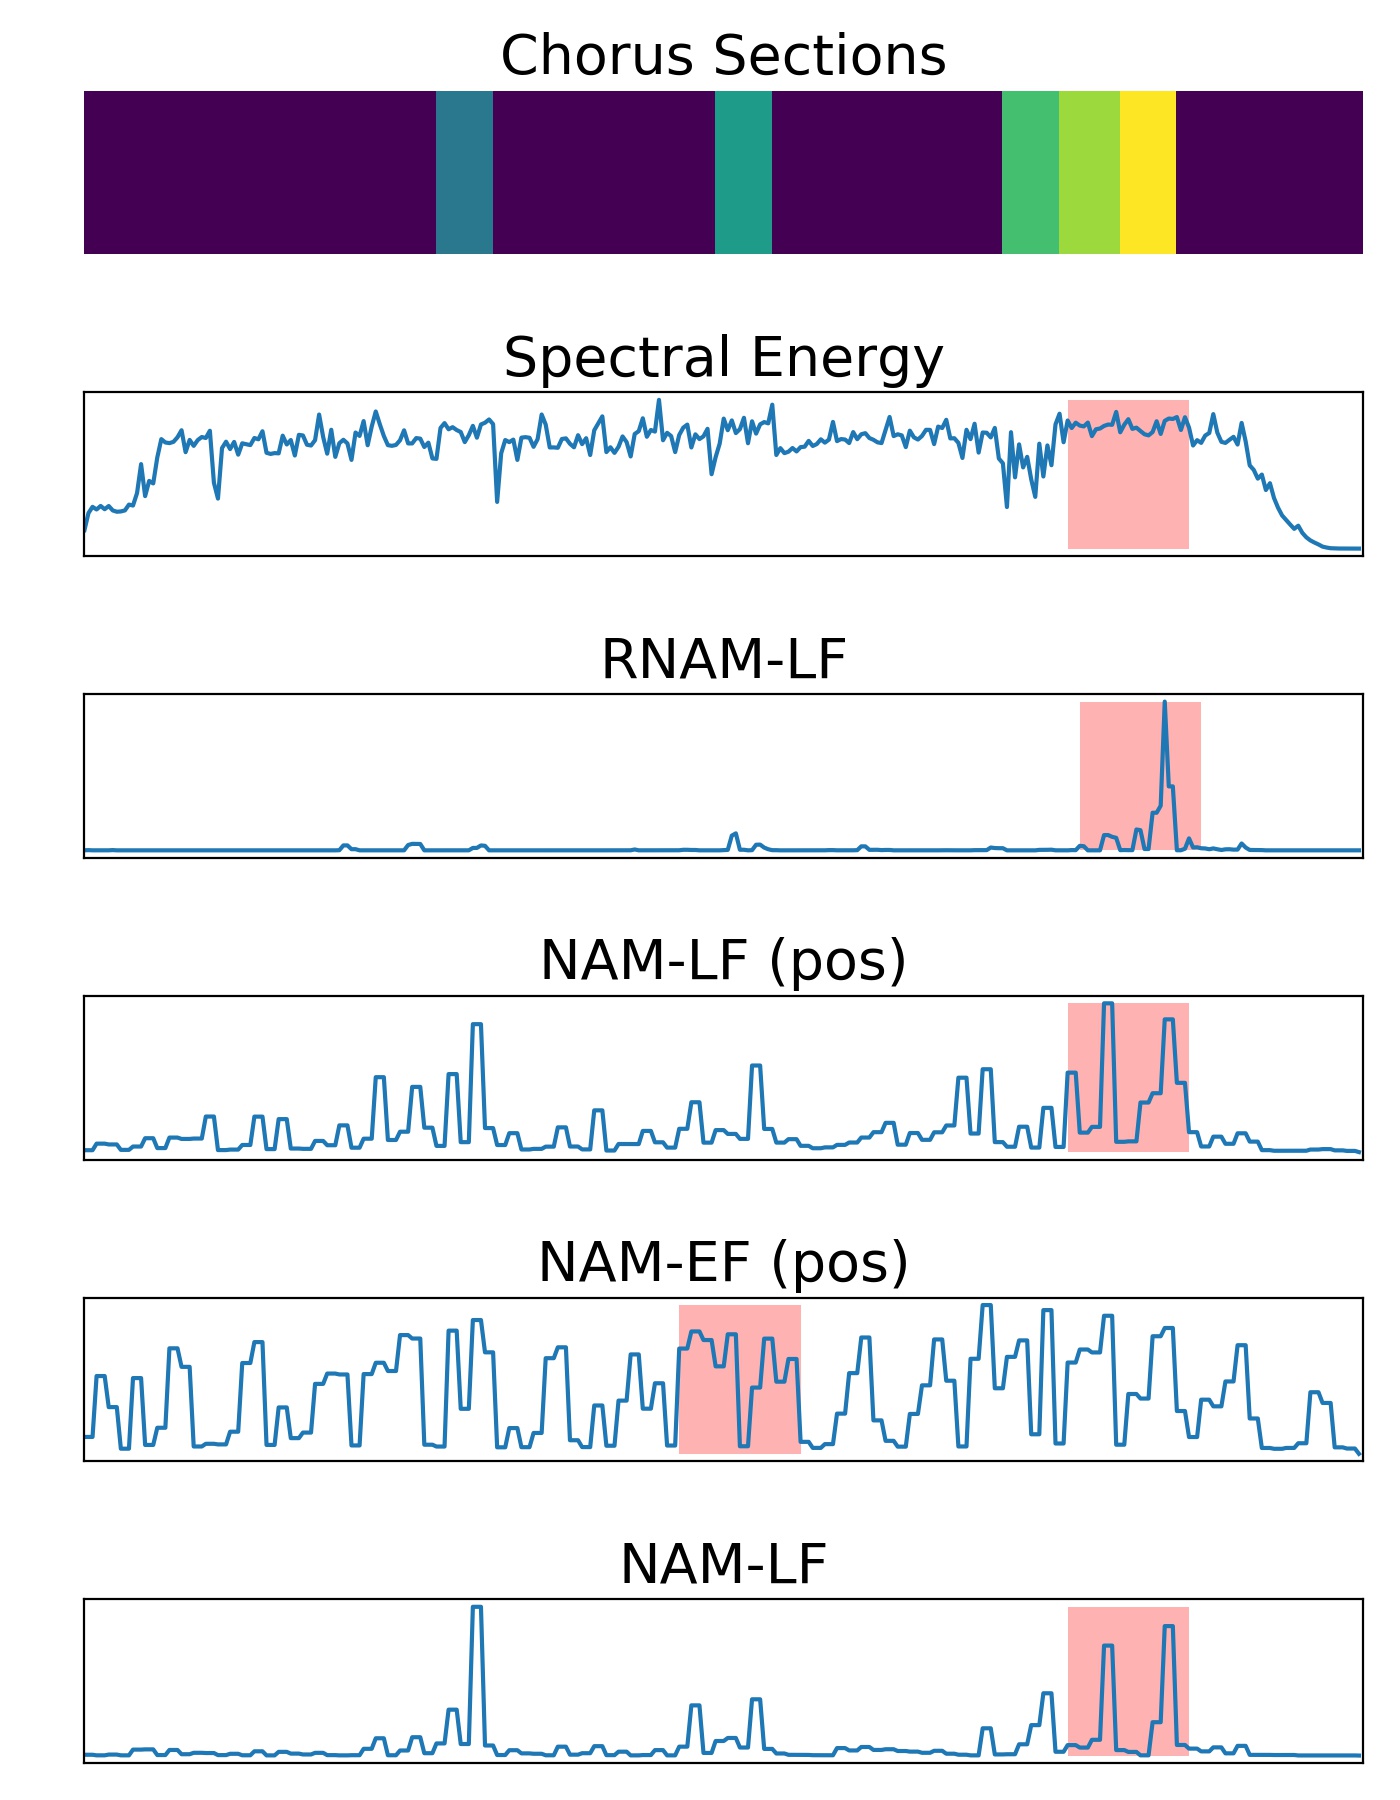 Chorus Sections
Spectral Energy
RNAM-LF
NAM-LF (pos)
NAM-EF (pos)
NAM-LF